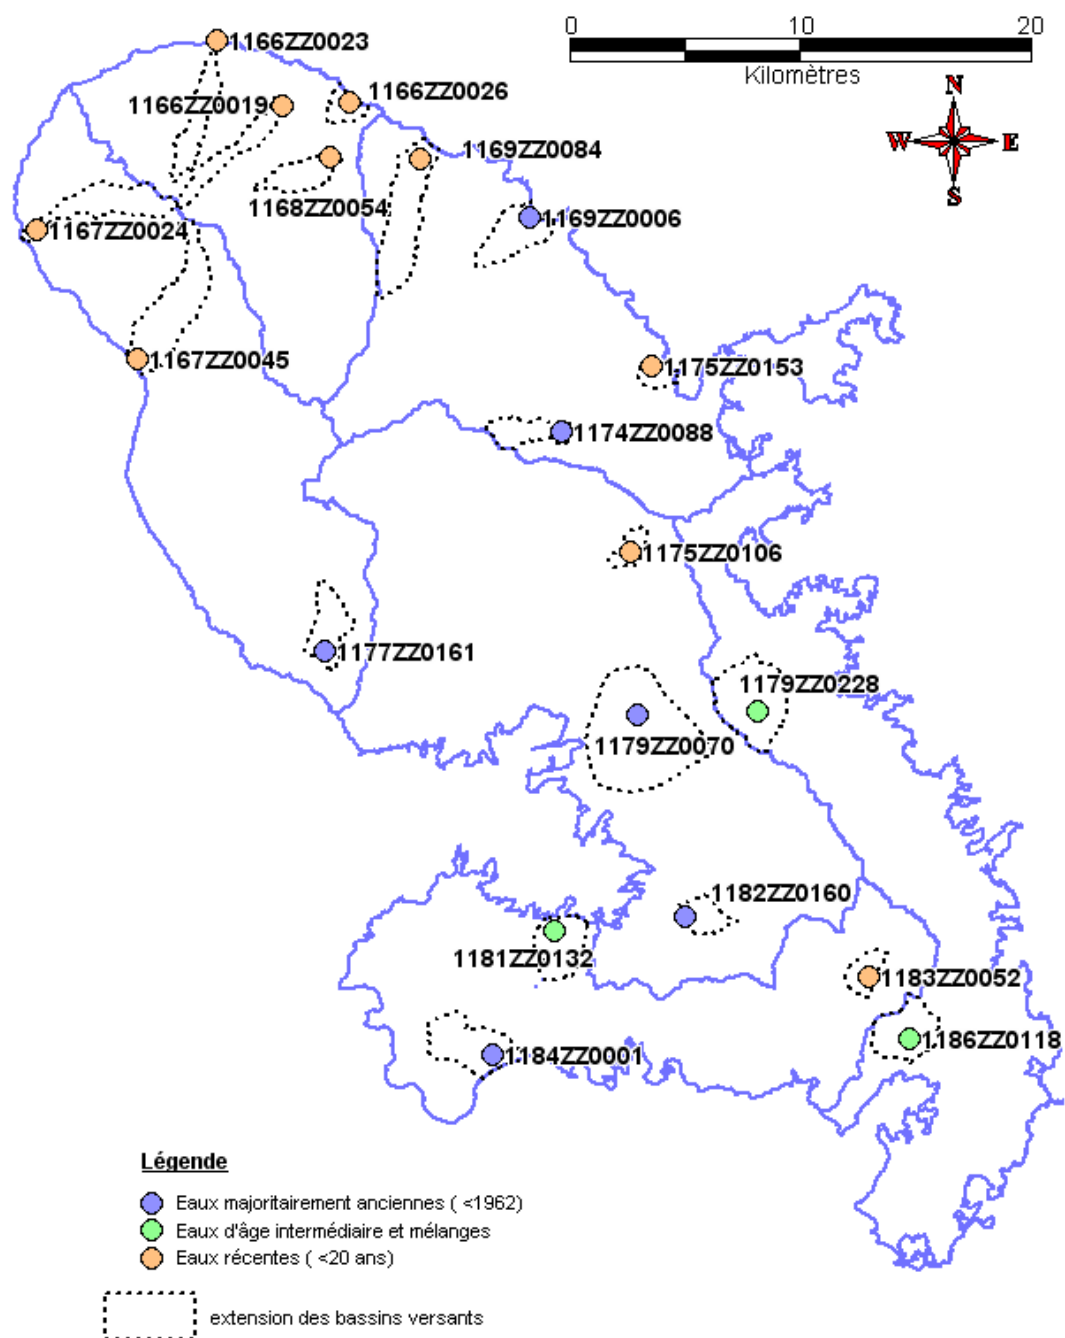 0 10 20
Kilomètres
N
W E
S
1166ZZ0023
1166ZZ0019
1166ZZ0026
1169ZZ0084
1168ZZ0054
1169ZZ0006
1167ZZ0024
1167ZZ0045
1175ZZ0153
1174ZZ0088
1175ZZ0106
1177ZZ0161
1179ZZ0228
1179ZZ0070
1182ZZ0160
1181ZZ0132
1183ZZ0052
1186ZZ0118
1184ZZ0001
Légende
Eaux majoritairement anciennes ( <1962)
Eaux d'âge intermédiaire et mélanges
Eaux récentes ( <20 ans)
extension des bassins versants